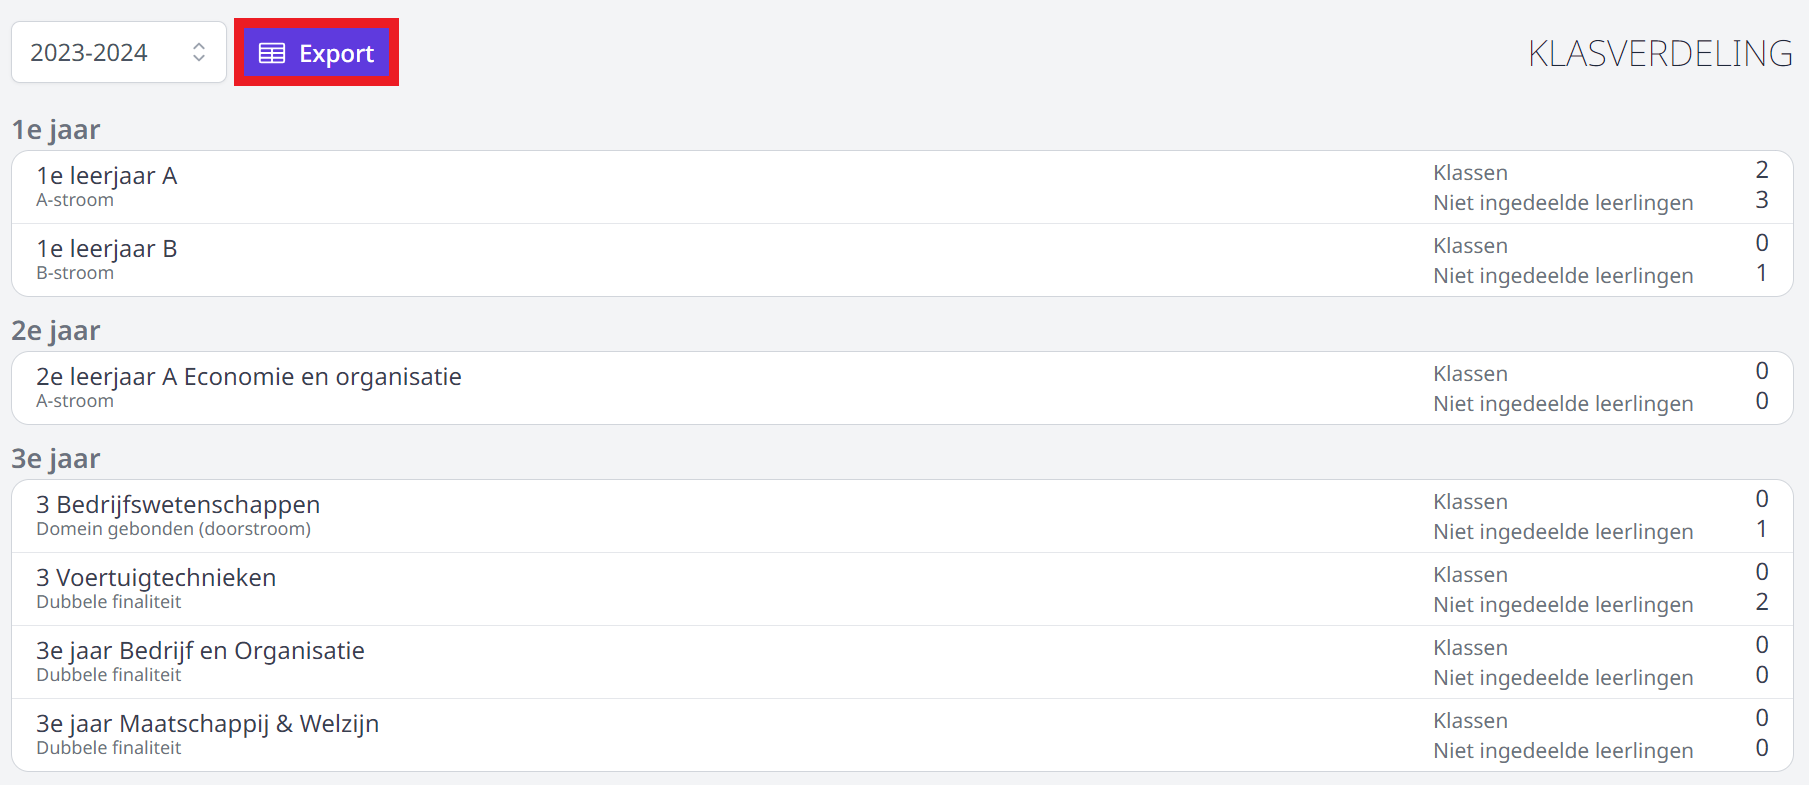 2023-2024 Export KLASVERDELING
1e jaar
1e leerjaar A Klassen 2
A-stroom Niet ingedeelde leerlingen 3
1e leerjaar B Klassen 0
B-stroom Niet ingedeelde leerlingen 1
2e jaar
2e leerjaar A Economie en organisatie Klassen 0
A-stroom Niet ingedeelde leerlingen 0
3e jaar
3 Bedrijfswetenschappen Klassen 0
Domein gebonden (doorstroom) Niet ingedeelde leerlingen 1
3 Voertuigtechnieken Klassen 0
Dubbele finaliteit Niet ingedeelde leerlingen 2
3e jaar Bedrijf en Organisatie Klassen 0
Dubbele finaliteit Niet ingedeelde leerlingen 0
3e jaar Maatschappij & Welzijn Klassen 0
Dubbele finaliteit Niet ingedeelde leerlingen 0